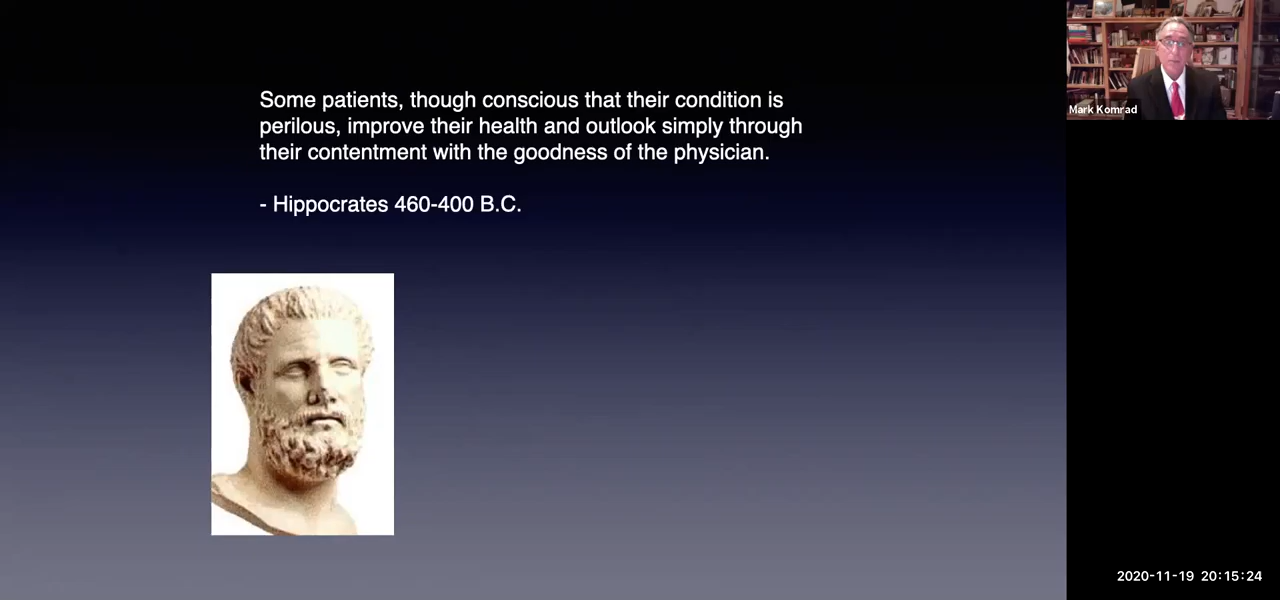 Some patients, though conscious that their condition is
perilous, improve their health and outlook simply through
their contentment with the goodness of the physician.
- Hippocrates 460-400 B.C.
Mark Komrad
2020-11-19 20:15:24